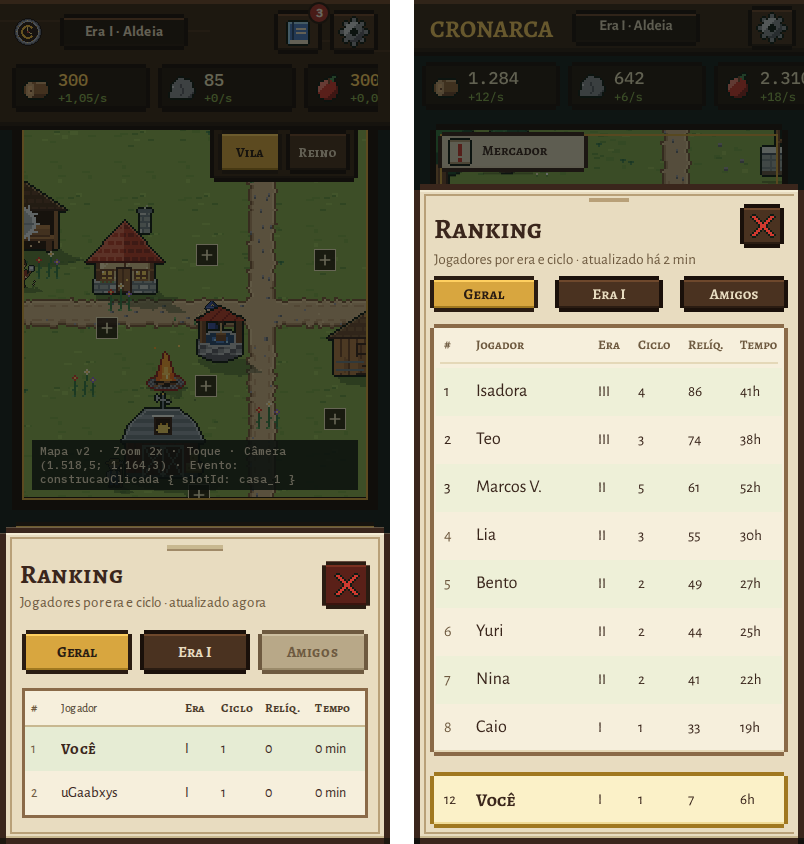 Era I · Aldeia
3
300
+1,05/s
85
+0/s
300
+0,0
Vila
Reino
Mapa v2 · Zoom 2x · Toque · Câmera
(1.518,5; 1.164,3) · Evento:
construcaoClicada { slotId: casa_1 }
Ranking
Jogadores por era e ciclo · atualizado agora
Geral
Era I
Amigos
# Jogador Era Ciclo Relíq. Tempo
1 Você I 1 0 0 min
2 uGaabxys I 1 0 0 min
CRONARCA
Era I · Aldeia
1.284
+12/s
642
+6/s
2.310
+18/s
Mercador
Ranking
Jogadores por era e ciclo · atualizado há 2 min
Geral
Era I
Amigos
# Jogador Era Ciclo Relíq. Tempo
1 Isadora III 4 86 41h
2 Teo III 3 74 38h
3 Marcos V. II 5 61 52h
4 Lia II 3 55 30h
5 Bento II 2 49 27h
6 Yuri II 2 44 25h
7 Nina II 2 41 22h
8 Caio I 1 33 19h
12 Você I 1 7 6h